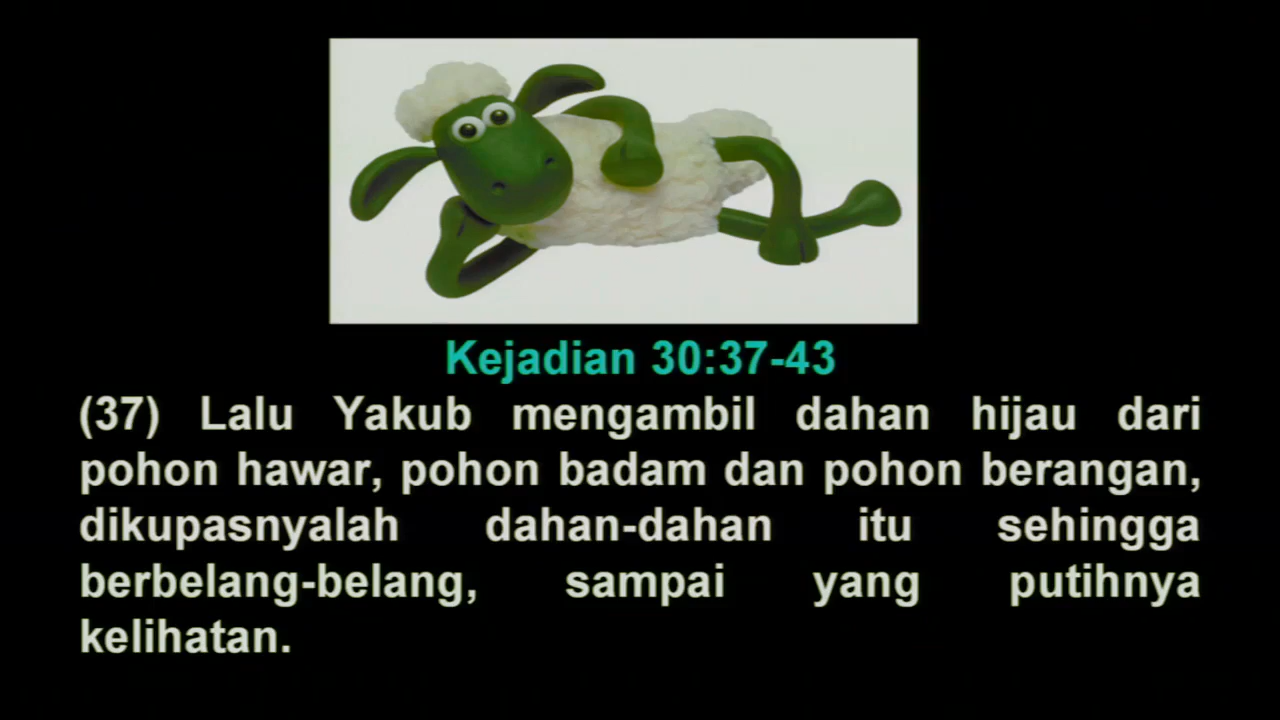 Kejadian 30:37-43
(37) Lalu Yakub mengambil dahan hijau dari
pohon hawar, pohon badam dan pohon berangan,
dikupasnyalah dahan-dahan itu sehingga
berbelang-belang, sampai yang putihnya
kelihatan.